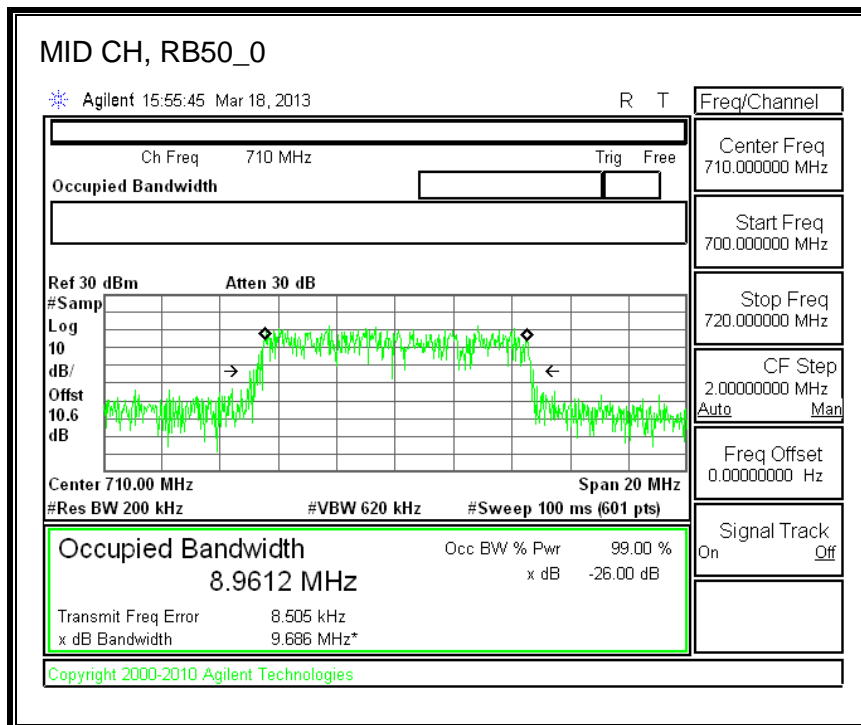 MID CH, RB50_0
Agilent 15:55:45 Mar 18, 2013 R T
Freq/Channel
Ch Freq 710 MHz Trig Free
Occupied Bandwidth
Center Freq
710.000000 MHz
Start Freq
700.000000 MHz
Stop Freq
720.000000 MHz
CF Step
2.00000000 MHz
Auto Man
Freq Offset
0.00000000 Hz
Signal Track
On Off
Ref 30 dBm Atten 30 dB
#Samp
Log
10
dB/
Offst
10.6
dB
Center 710.00 MHz Span 20 MHz
#Res BW 200 kHz #VBW 620 kHz #Sweep 100 ms (601 pts)
Occupied Bandwidth Occ BW % Pwr 99.00 %
8.9612 MHz x dB -26.00 dB
Transmit Freq Error 8.505 kHz
x dB Bandwidth 9.686 MHz*
Copyright 2000-2010 Agilent Technologies